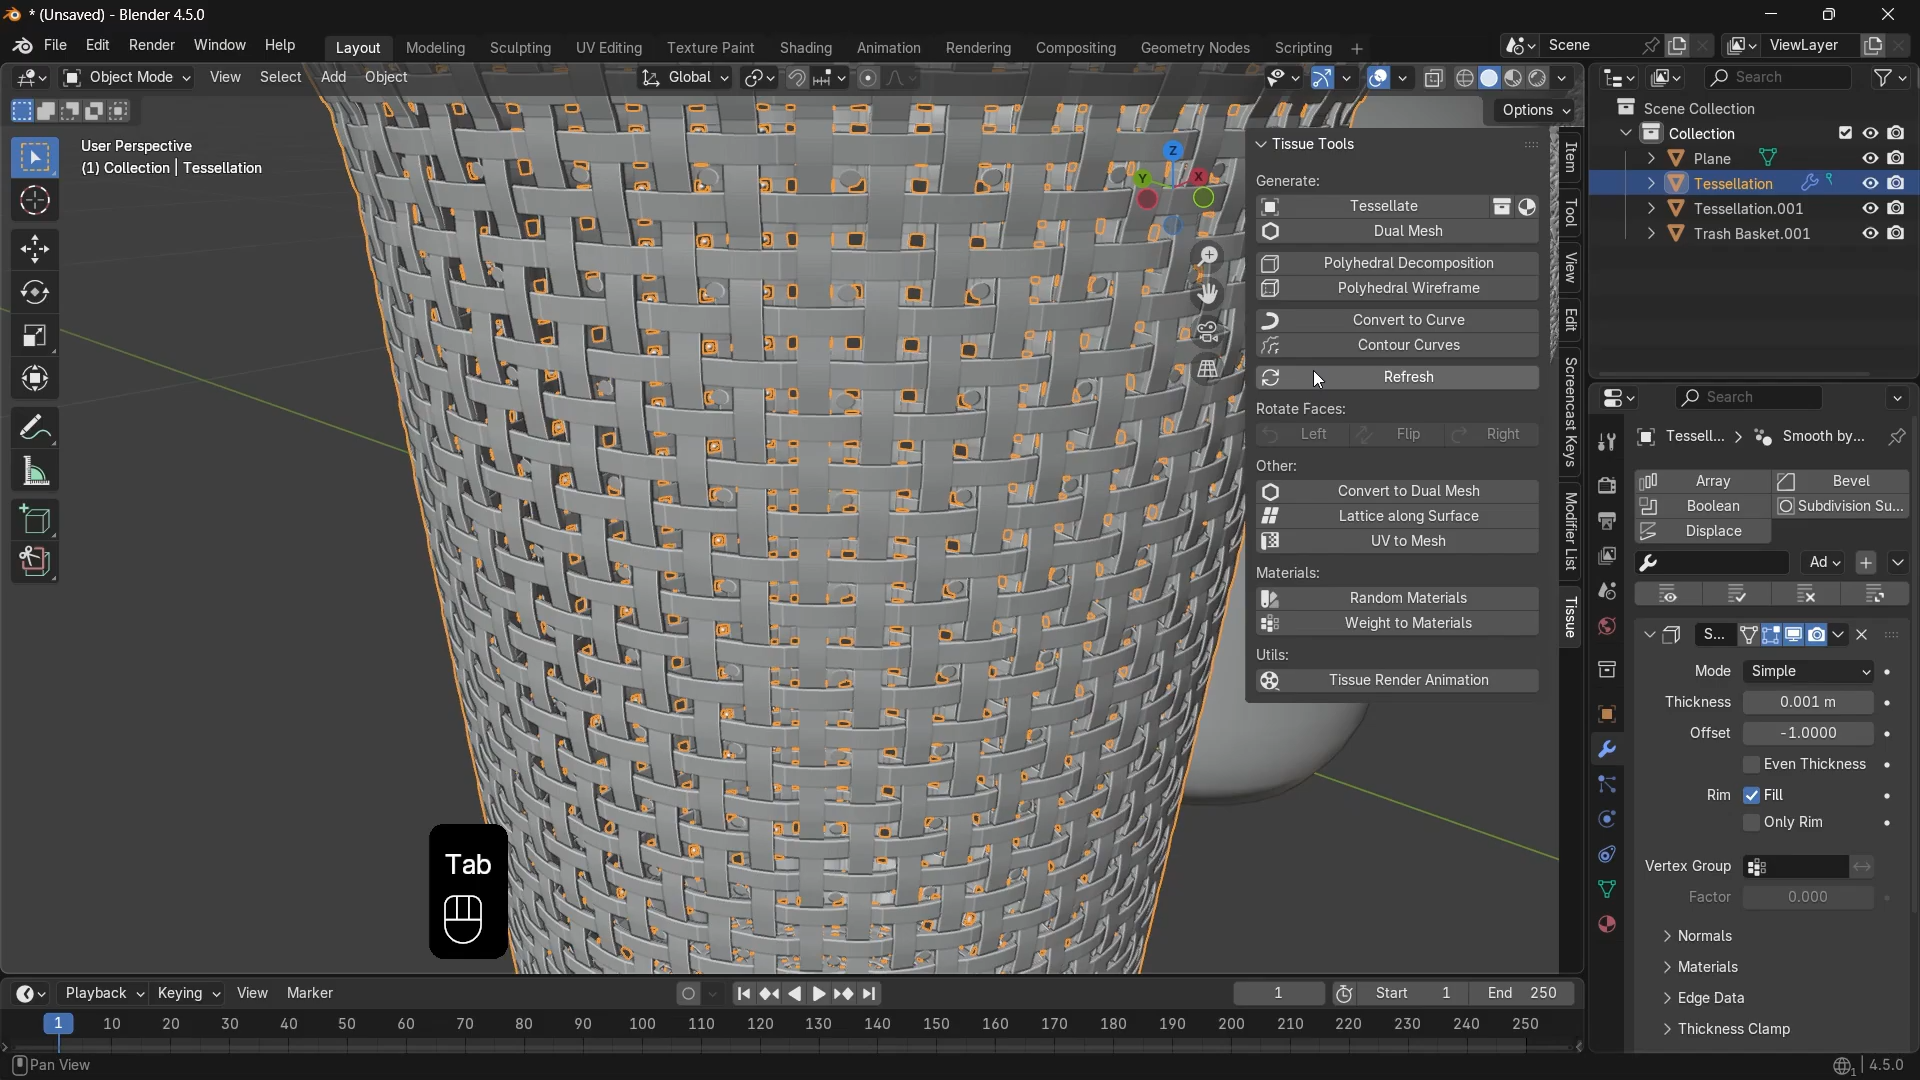 * (Unsaved) - Blender 4.5.0
File Edit Render Window Help
Layout Modeling Sculpting UV Editing Texture Paint Shading Animation Rendering Compositing Geometry Nodes Scripting
Scene
ViewLayer
Object Mode View Select Add Object
Global
Search
Options
User Perspective
(1) Collection | Tessellation
Z
Y
X
Tissue Tools
Generate:
Tessellate
Dual Mesh
Polyhedral Decomposition
Polyhedral Wireframe
Convert to Curve
Contour Curves
Refresh
Rotate Faces:
Left Flip Right
Other:
Convert to Dual Mesh
Lattice along Surface
UV to Mesh
Materials:
Random Materials
Weight to Materials
Utils:
Tissue Render Animation
Item
Tool
View
Edit
Screencast Keys
Modifier List
Tissue
Scene Collection
Collection
Plane
Tessellation
Tessellation.001
Trash Basket.001
Search
Tessell... Smooth by...
Array Bevel
Boolean Subdivision Su...
Displace
Ad
S...
Mode Simple
Thickness 0.001 m
Offset -1.0000
Even Thickness
Rim Fill
Only Rim
Vertex Group
Factor 0.000
Normals
Materials
Edge Data
Thickness Clamp
Tab
Playback Keying View Marker
1 Start 1 End 250
1 10 20 30 40 50 60 70 80 90 100 110 120 130 140 150 160 170 180 190 200 210 220 230 240 250
Pan View
1 4.5.0